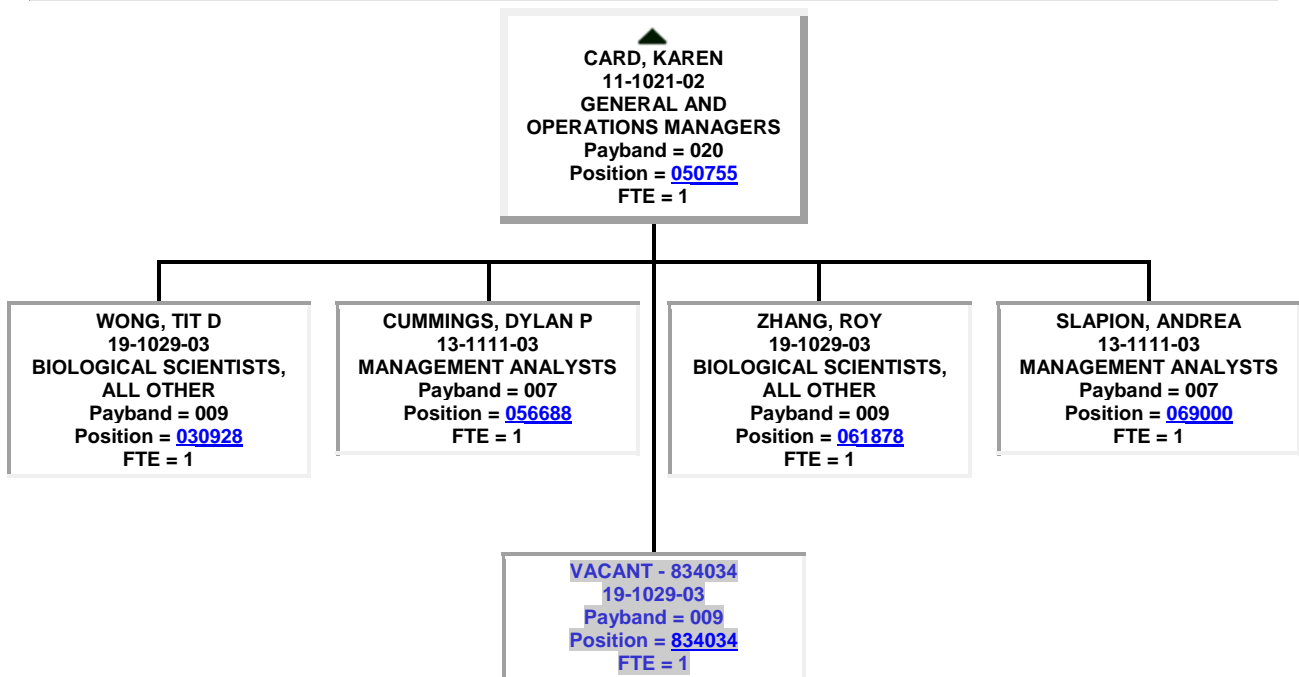 CARD, KAREN
11-1021-02
GENERAL AND
OPERATIONS MANAGERS
Payband = 020
Position = 050755
FTE = 1
WONG, TIT D
19-1029-03
BIOLOGICAL SCIENTISTS,
ALL OTHER
Payband = 009
Position = 030928
FTE = 1
CUMMINGS, DYLAN P
13-1111-03
MANAGEMENT ANALYSTS
Payband = 007
Position = 056688
FTE = 1
ZHANG, ROY
19-1029-03
BIOLOGICAL SCIENTISTS,
ALL OTHER
Payband = 009
Position = 061878
FTE = 1
SLAPION, ANDREA
13-1111-03
MANAGEMENT ANALYSTS
Payband = 007
Position = 069000
FTE = 1
VACANT - 834034
19-1029-03
Payband = 009
Position = 834034
FTE = 1